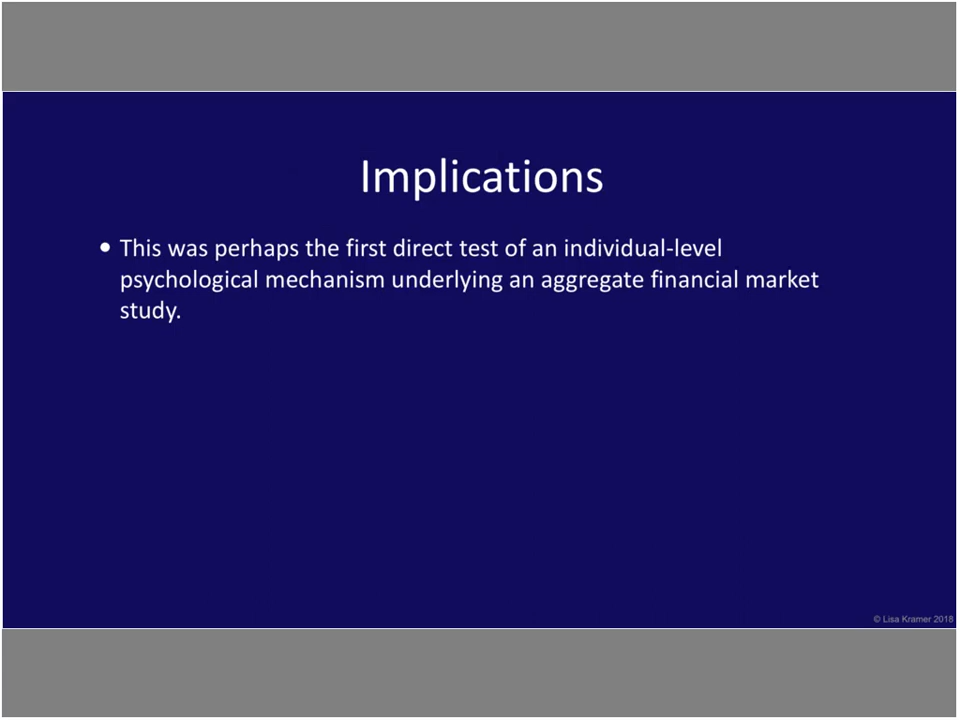 Implications
• This was perhaps the first direct test of an individual-level
psychological mechanism underlying an aggregate financial market
study.
© Lisa Kramer 2018